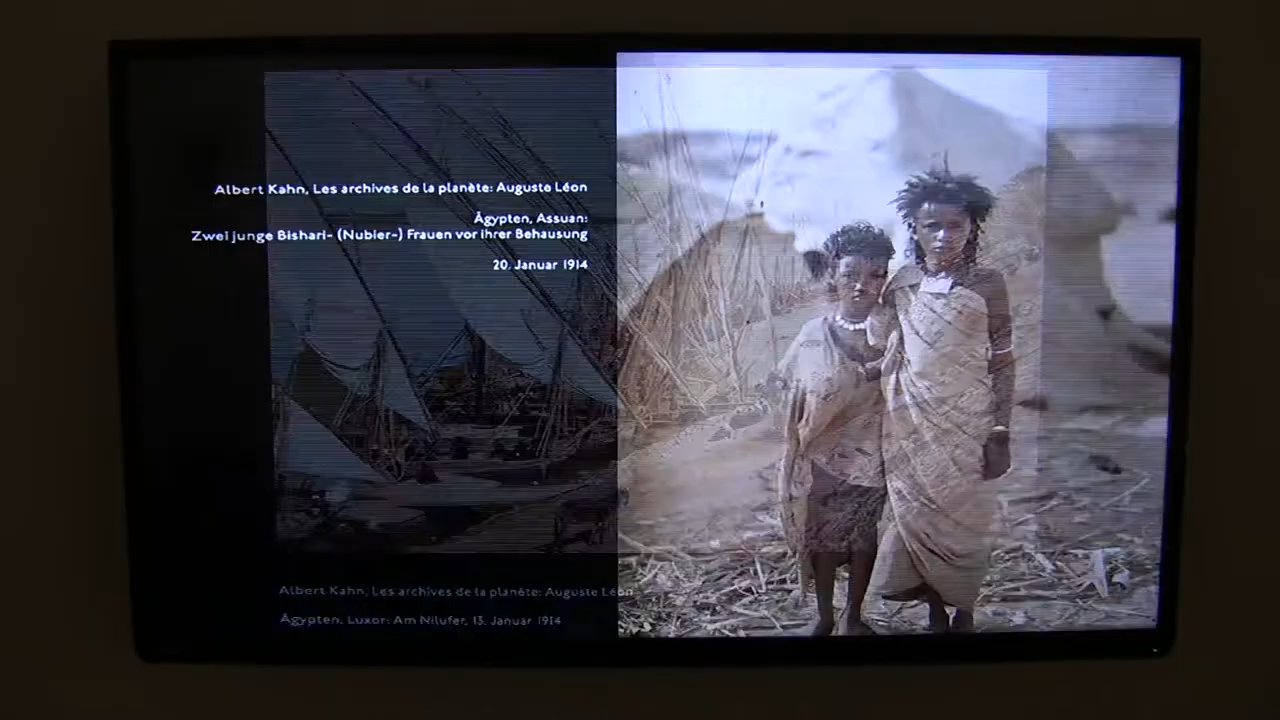 Albert Kahn, Les archives de la planète: Auguste Léon
Ägypten, Assuan:
Zwei junge Bishari- (Nubier-) Frauen vor ihrer Behausung
20. Januar 1914
Albert Kahn, Les archives de la planète: Auguste Léon
Ägypten, Luxor: Am Nilufer, 13. Januar 1914